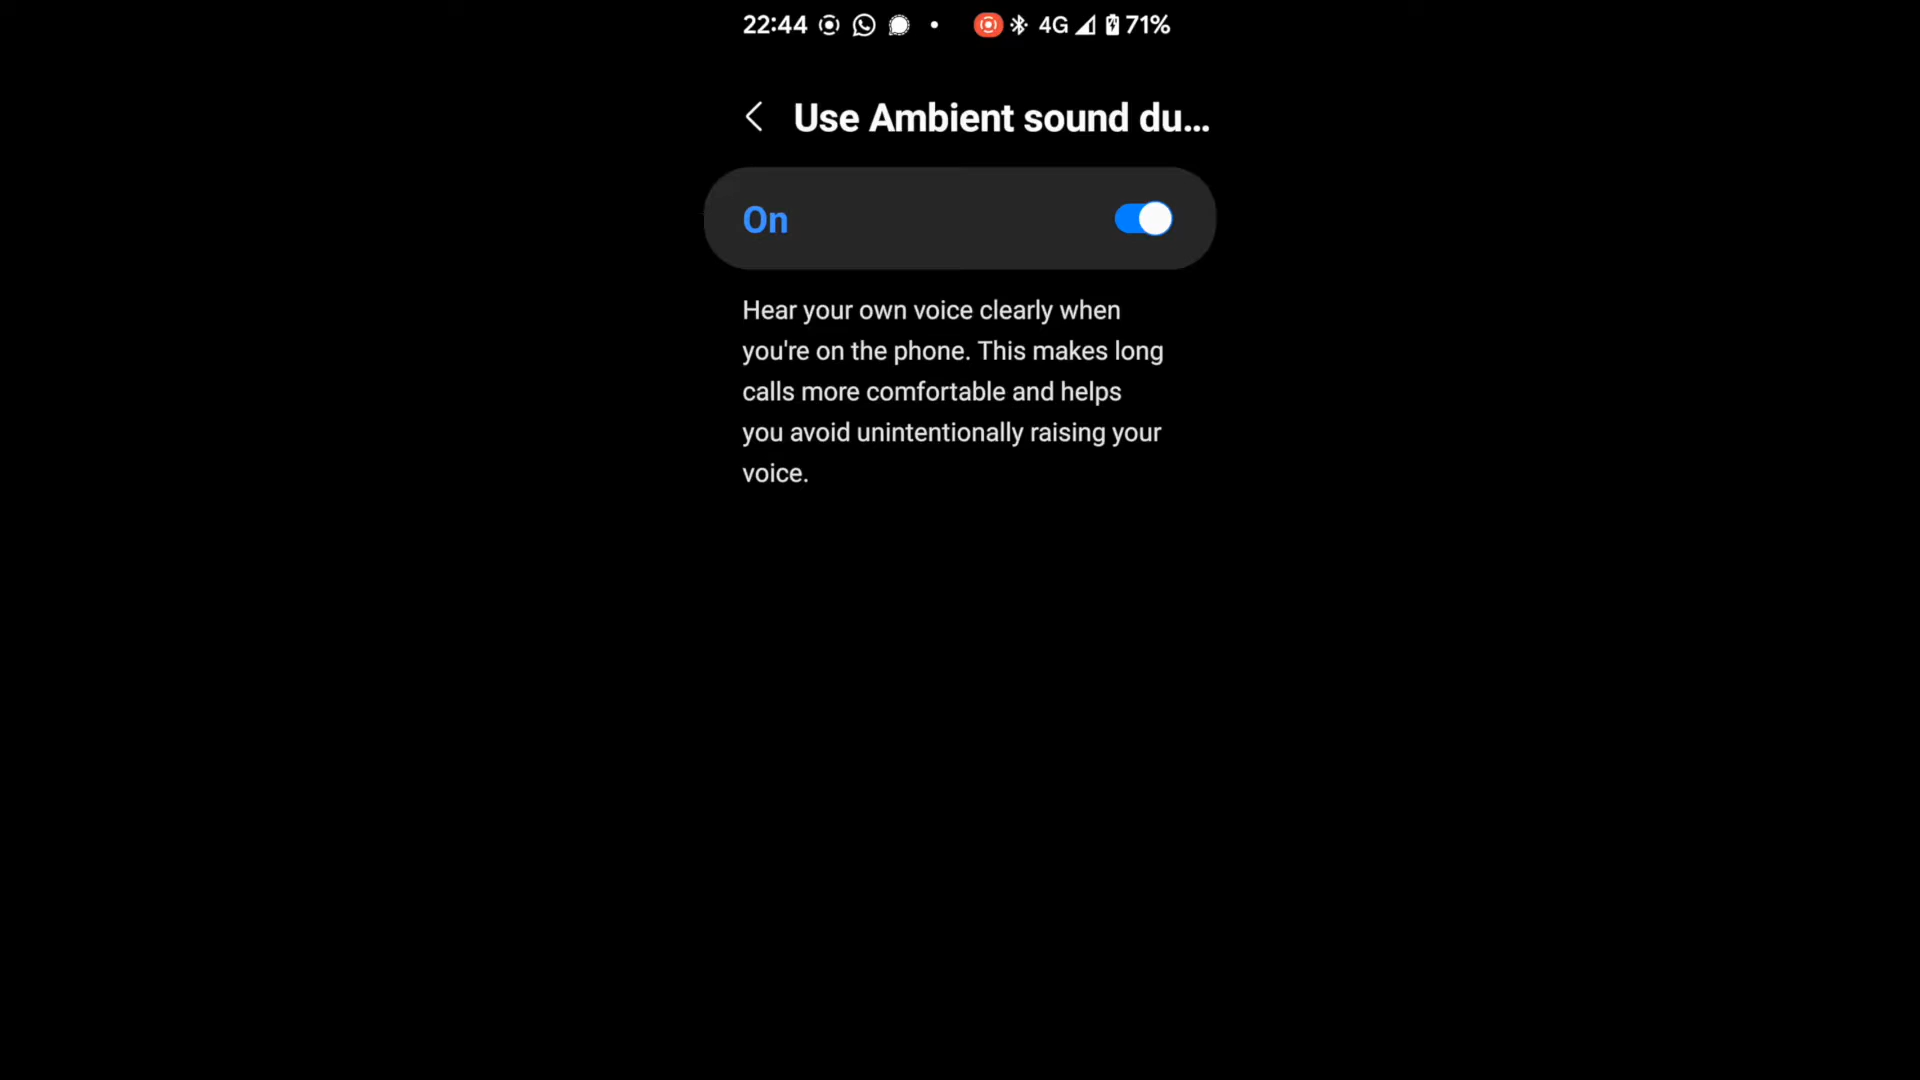 22:44 4G 71%
Use Ambient sound du...
On
Hear your own voice clearly when
you're on the phone. This makes long
calls more comfortable and helps
you avoid unintentionally raising your
voice.